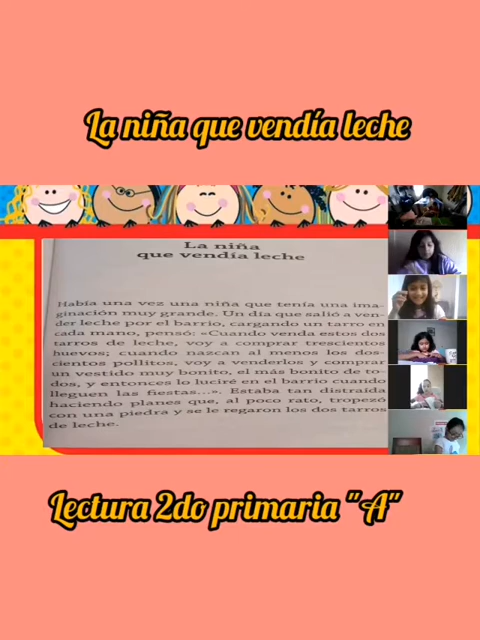 La niña que vendía leche
La niña
que vendía leche
Había una vez una niña que tenía una ima-
ginación muy grande. Un día que salió a ven-
der leche por el barrio, cargando un tarro en
cada mano, pensó: «Cuando venda estos dos
tarros de leche, voy a comprar trescientos
huevos; cuando nazcan al menos los dos-
cientos pollitos, voy a venderlos y comprar
un vestido muy bonito, el más bonito de to-
dos, y entonces lo luciré en el barrio cuando
lleguen las fiestas...». Estaba tan distraída
haciendo planes que, al poco rato, tropezó
con una piedra y se le regaron los dos tarros
de leche.
Lectura 2do primaria "A"